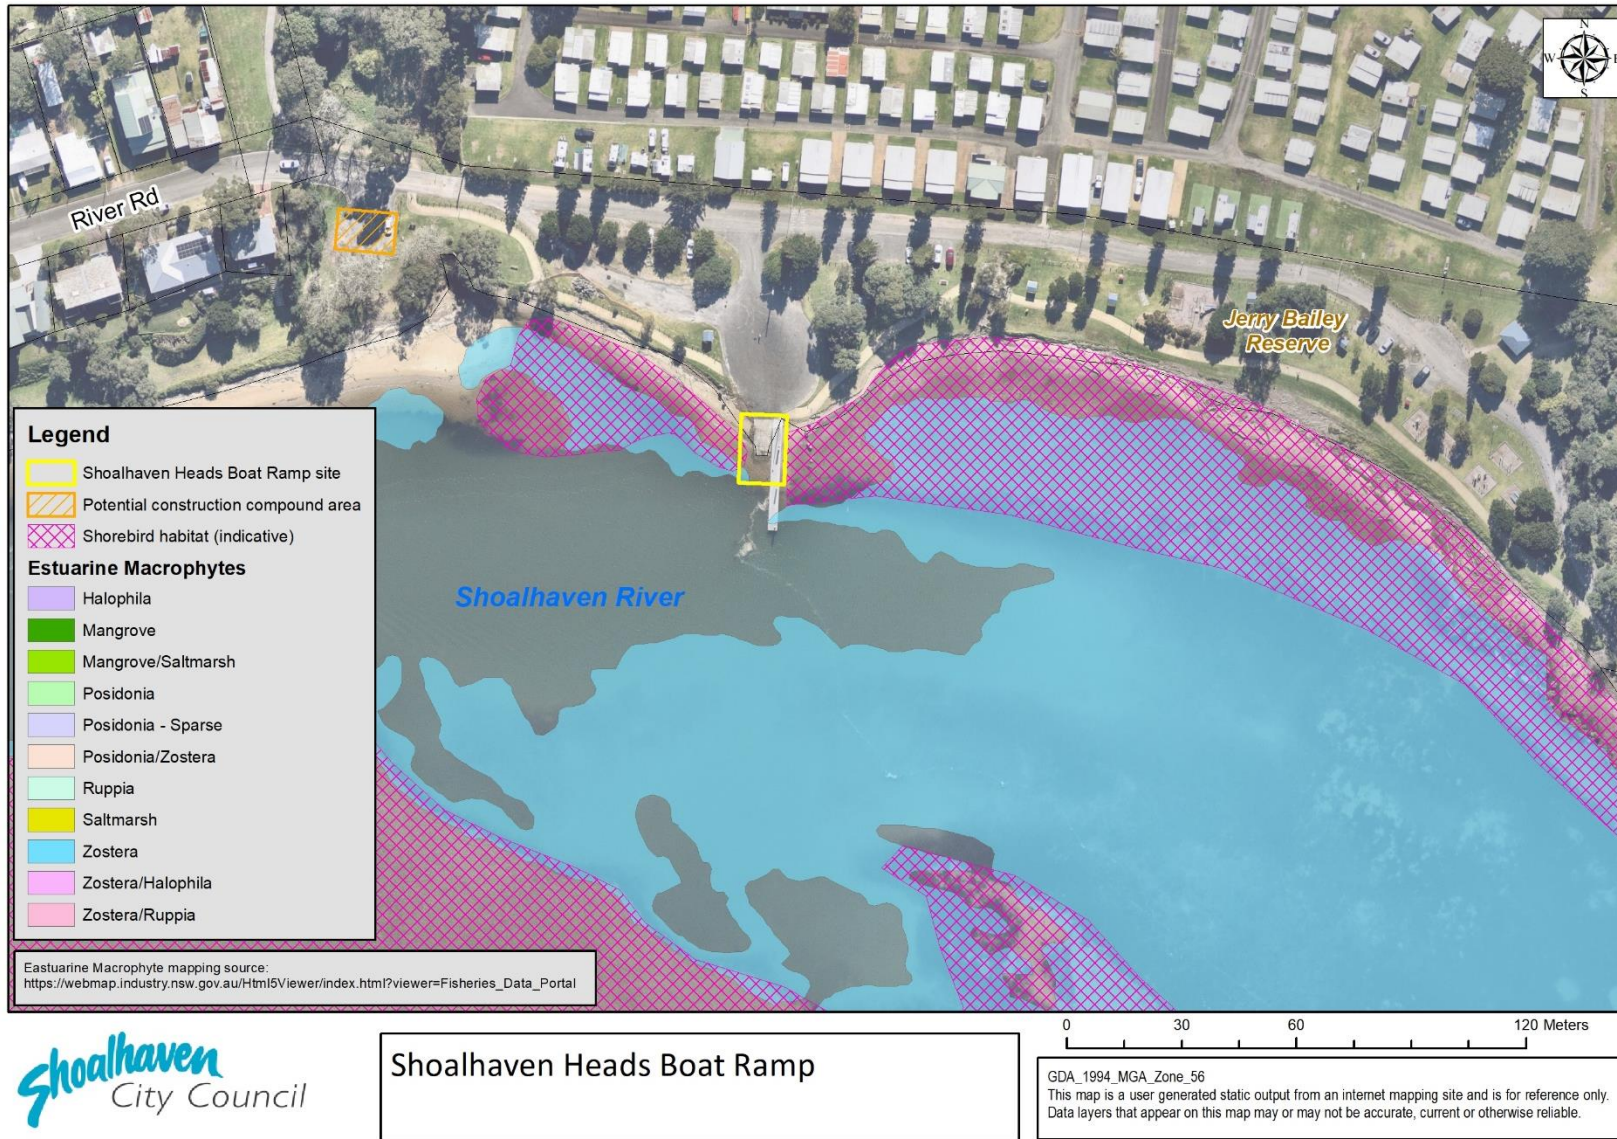 N
W
E
S
River Rd
Jerry Bailey
Reserve
Shoalhaven River
Legend
Shoalhaven Heads Boat Ramp site
Potential construction compound area
Shorebird habitat (indicative)
Estuarine Macrophytes
Halophila
Mangrove
Mangrove/Saltmarsh
Posidonia
Posidonia - Sparse
Posidonia/Zostera
Ruppia
Saltmarsh
Zostera
Zostera/Halophila
Zostera/Ruppia
Eastuarine Macrophyte mapping source:
https://webmap.industry.nsw.gov.au/Html5Viewer/index.html?viewer=Fisheries_Data_Portal
Shoalhaven
City Council
Shoalhaven Heads Boat Ramp
0 30 60 120 Meters
GDA_1994_MGA_Zone_56
This map is a user generated static output from an internet mapping site and is for reference only.
Data layers that appear on this map may or may not be accurate, current or otherwise reliable.